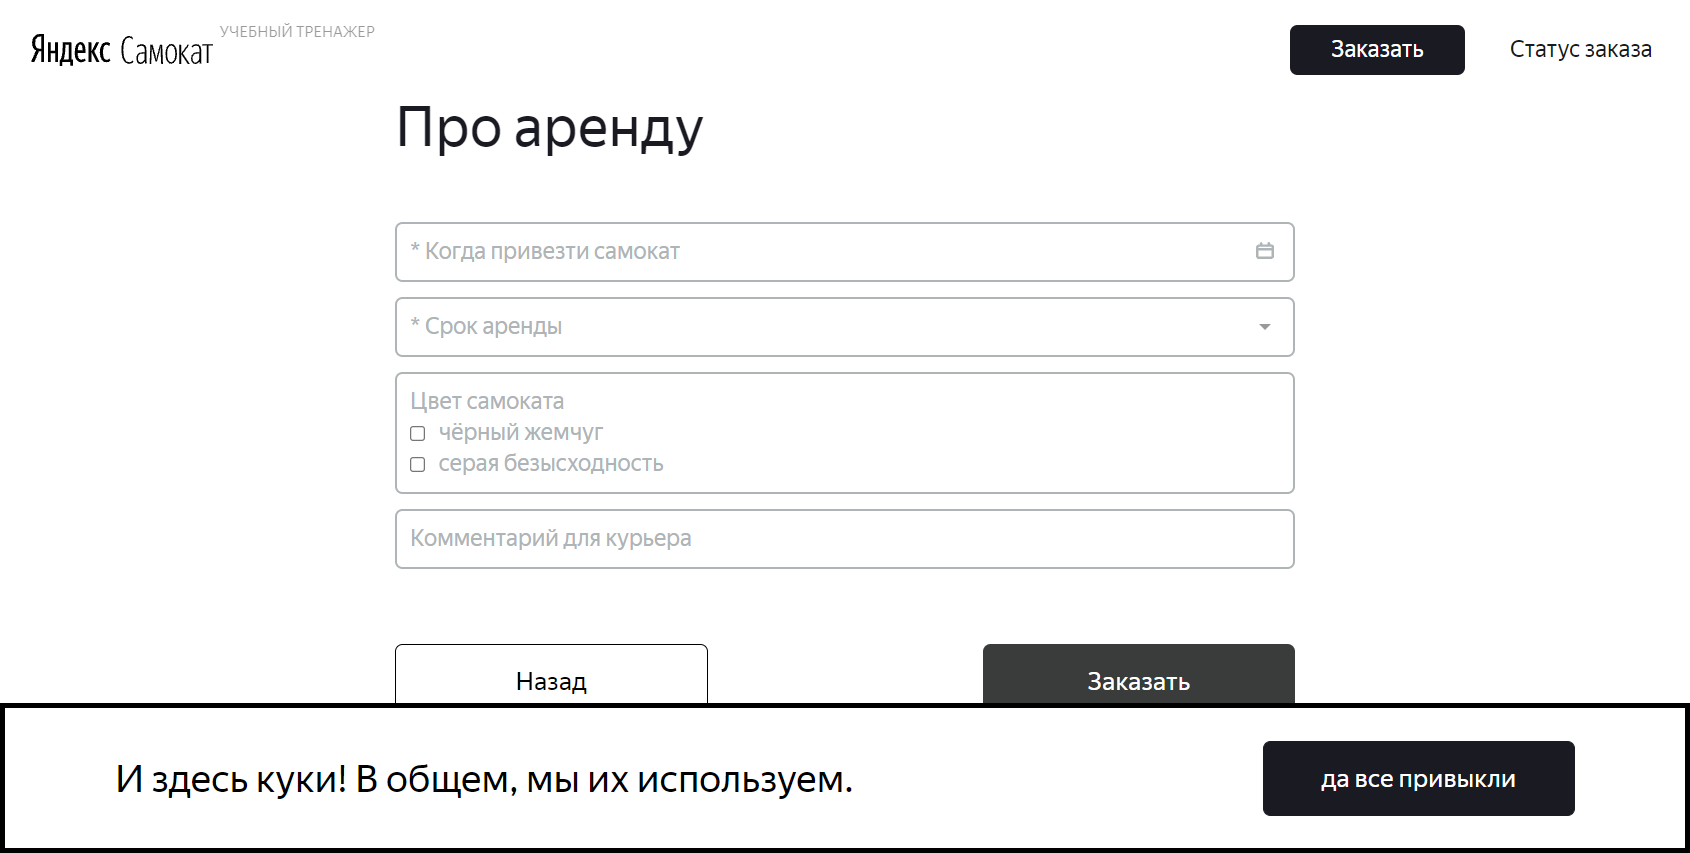 Яндекс Самокат
УЧЕБНЫЙ ТРЕНАЖЕР
Заказать
Статус заказа
Про аренду
* Когда привезти самокат
* Срок аренды
Цвет самоката
чёрный жемчуг
серая безысходность
Комментарий для курьера
Назад
Заказать
И здесь куки! В общем, мы их используем.
да все привыкли